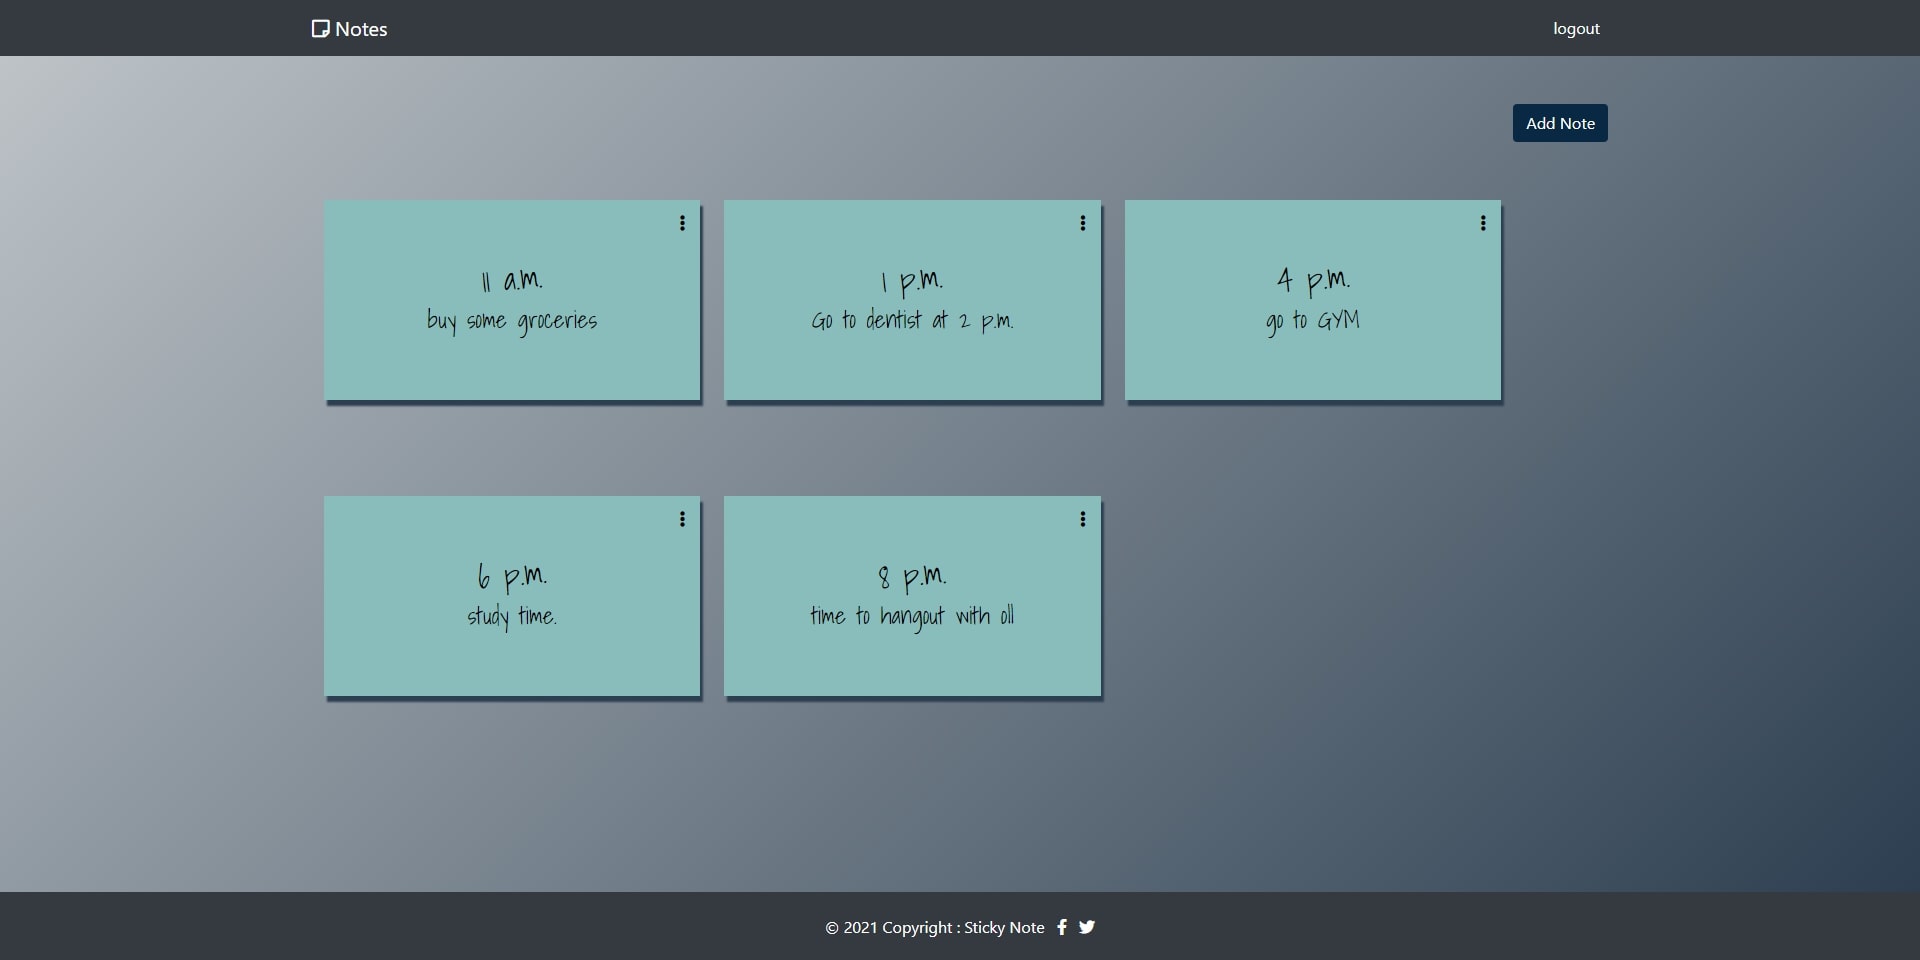 Notes
logout
Add Note
11 a.m.
buy some groceries
1 p.m.
Go to dentist at 2 p.m.
4 p.m.
go to GYM
6 p.m.
study time.
8 p.m.
time to hangout with oll
© 2021 Copyright : Sticky Note